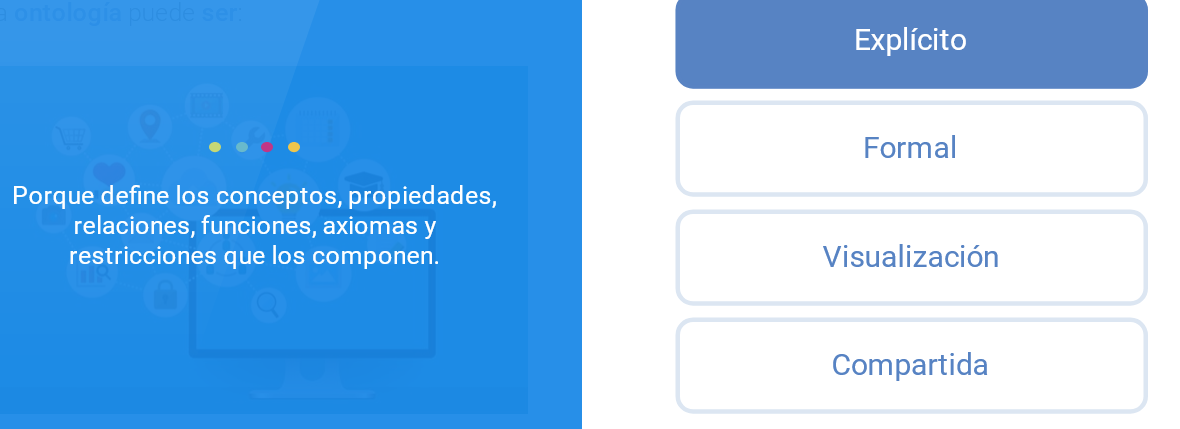 a ontología puede ser:
Porque define los conceptos, propiedades,
relaciones, funciones, axiomas y
restricciones que los componen.
Explícito
Formal
Visualización
Compartida